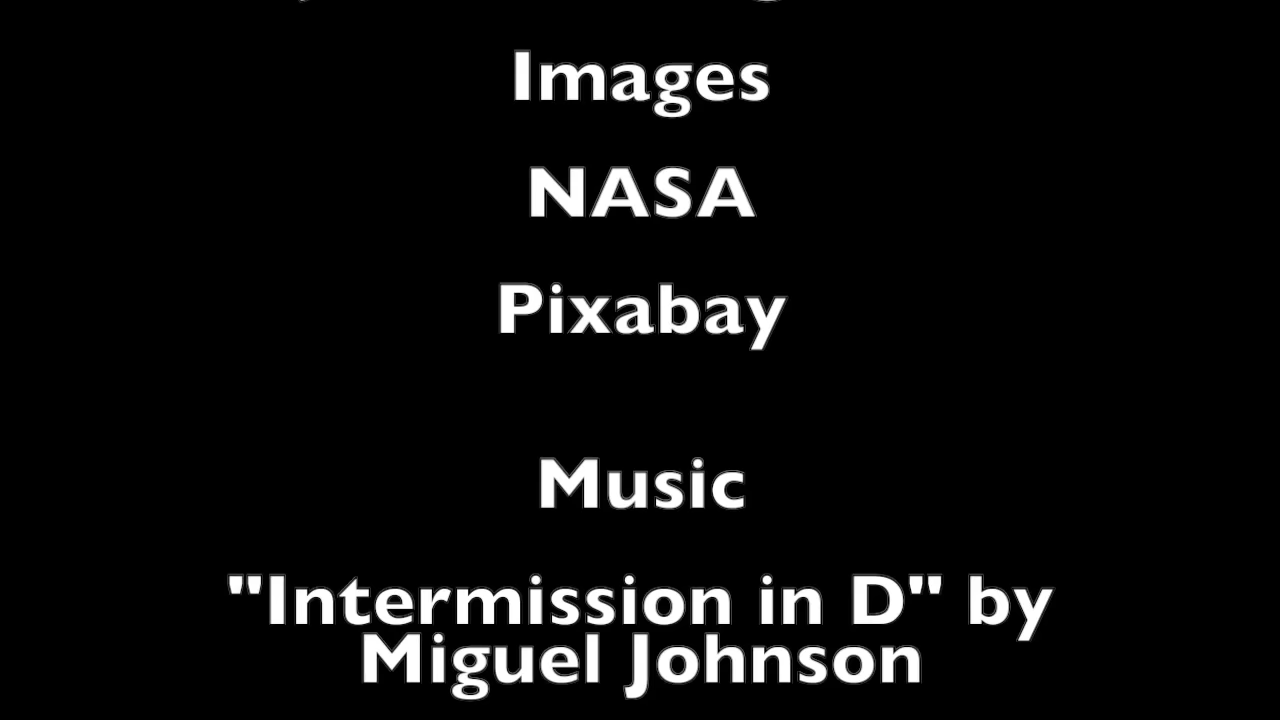 Images
NASA
Pixabay
Music
"Intermission in D" by
Miguel Johnson